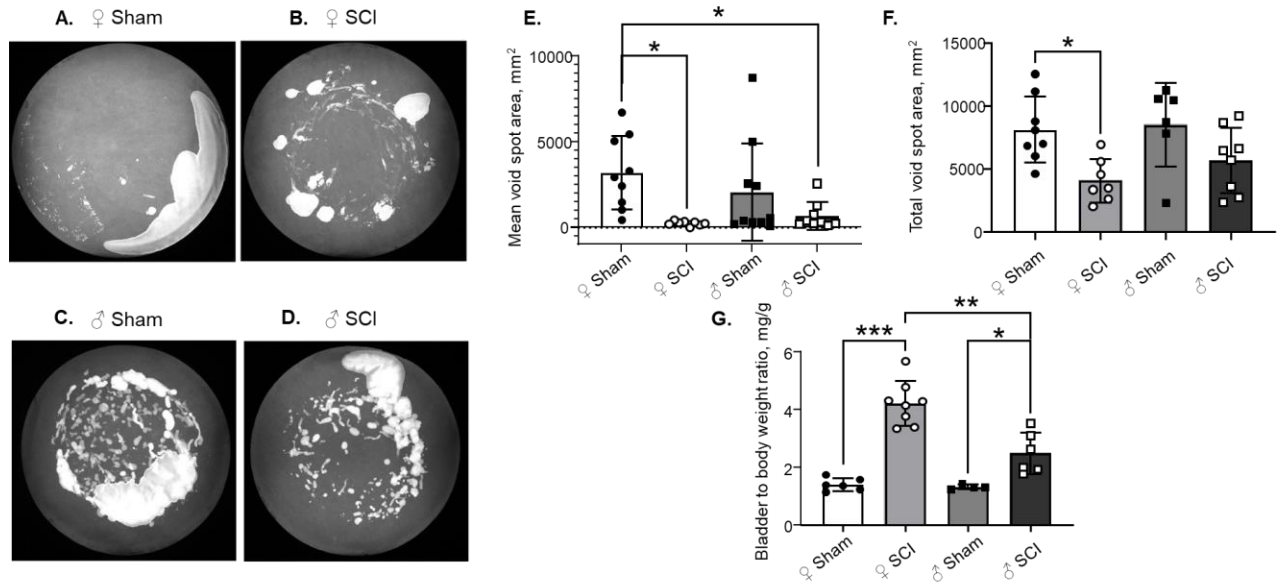 A. ♀ Sham
B. ♀ SCI
C. ♂ Sham
D. ♂ SCI
E.
*
*
Mean void spot area, mm²
10000
5000
0
♀ Sham
♀ SCI
♂ Sham
♂ SCI
F.
*
Total void spot area, mm²
15000
10000
5000
0
♀ Sham
♀ SCI
♂ Sham
♂ SCI
G.
**
***
*
Bladder to body weight ratio, mg/g
6
4
2
0
♀ Sham
♀ SCI
♂ Sham
♂ SCI